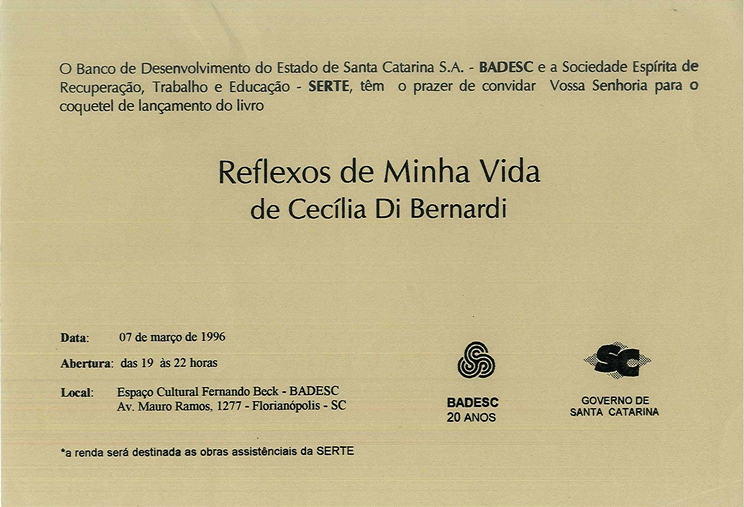 O Banco de Desenvolvimento do Estado de Santa Catarina S.A. - BADESC e a Sociedade Espírita de
Recuperação, Trabalho e Educação - SERTE, têm o prazer de convidar Vossa Senhoria para o
coquetel de lançamento do livro
Reflexos de Minha Vida
de Cecília Di Bernardi
Data: 07 de março de 1996
Abertura: das 19 às 22 horas
Local: Espaço Cultural Fernando Beck - BADESC
Av. Mauro Ramos, 1277 - Florianópolis - SC
BADESC
20 ANOS
SC
GOVERNO DE
SANTA CATARINA
*a renda será destinada as obras assistênciais da SERTE